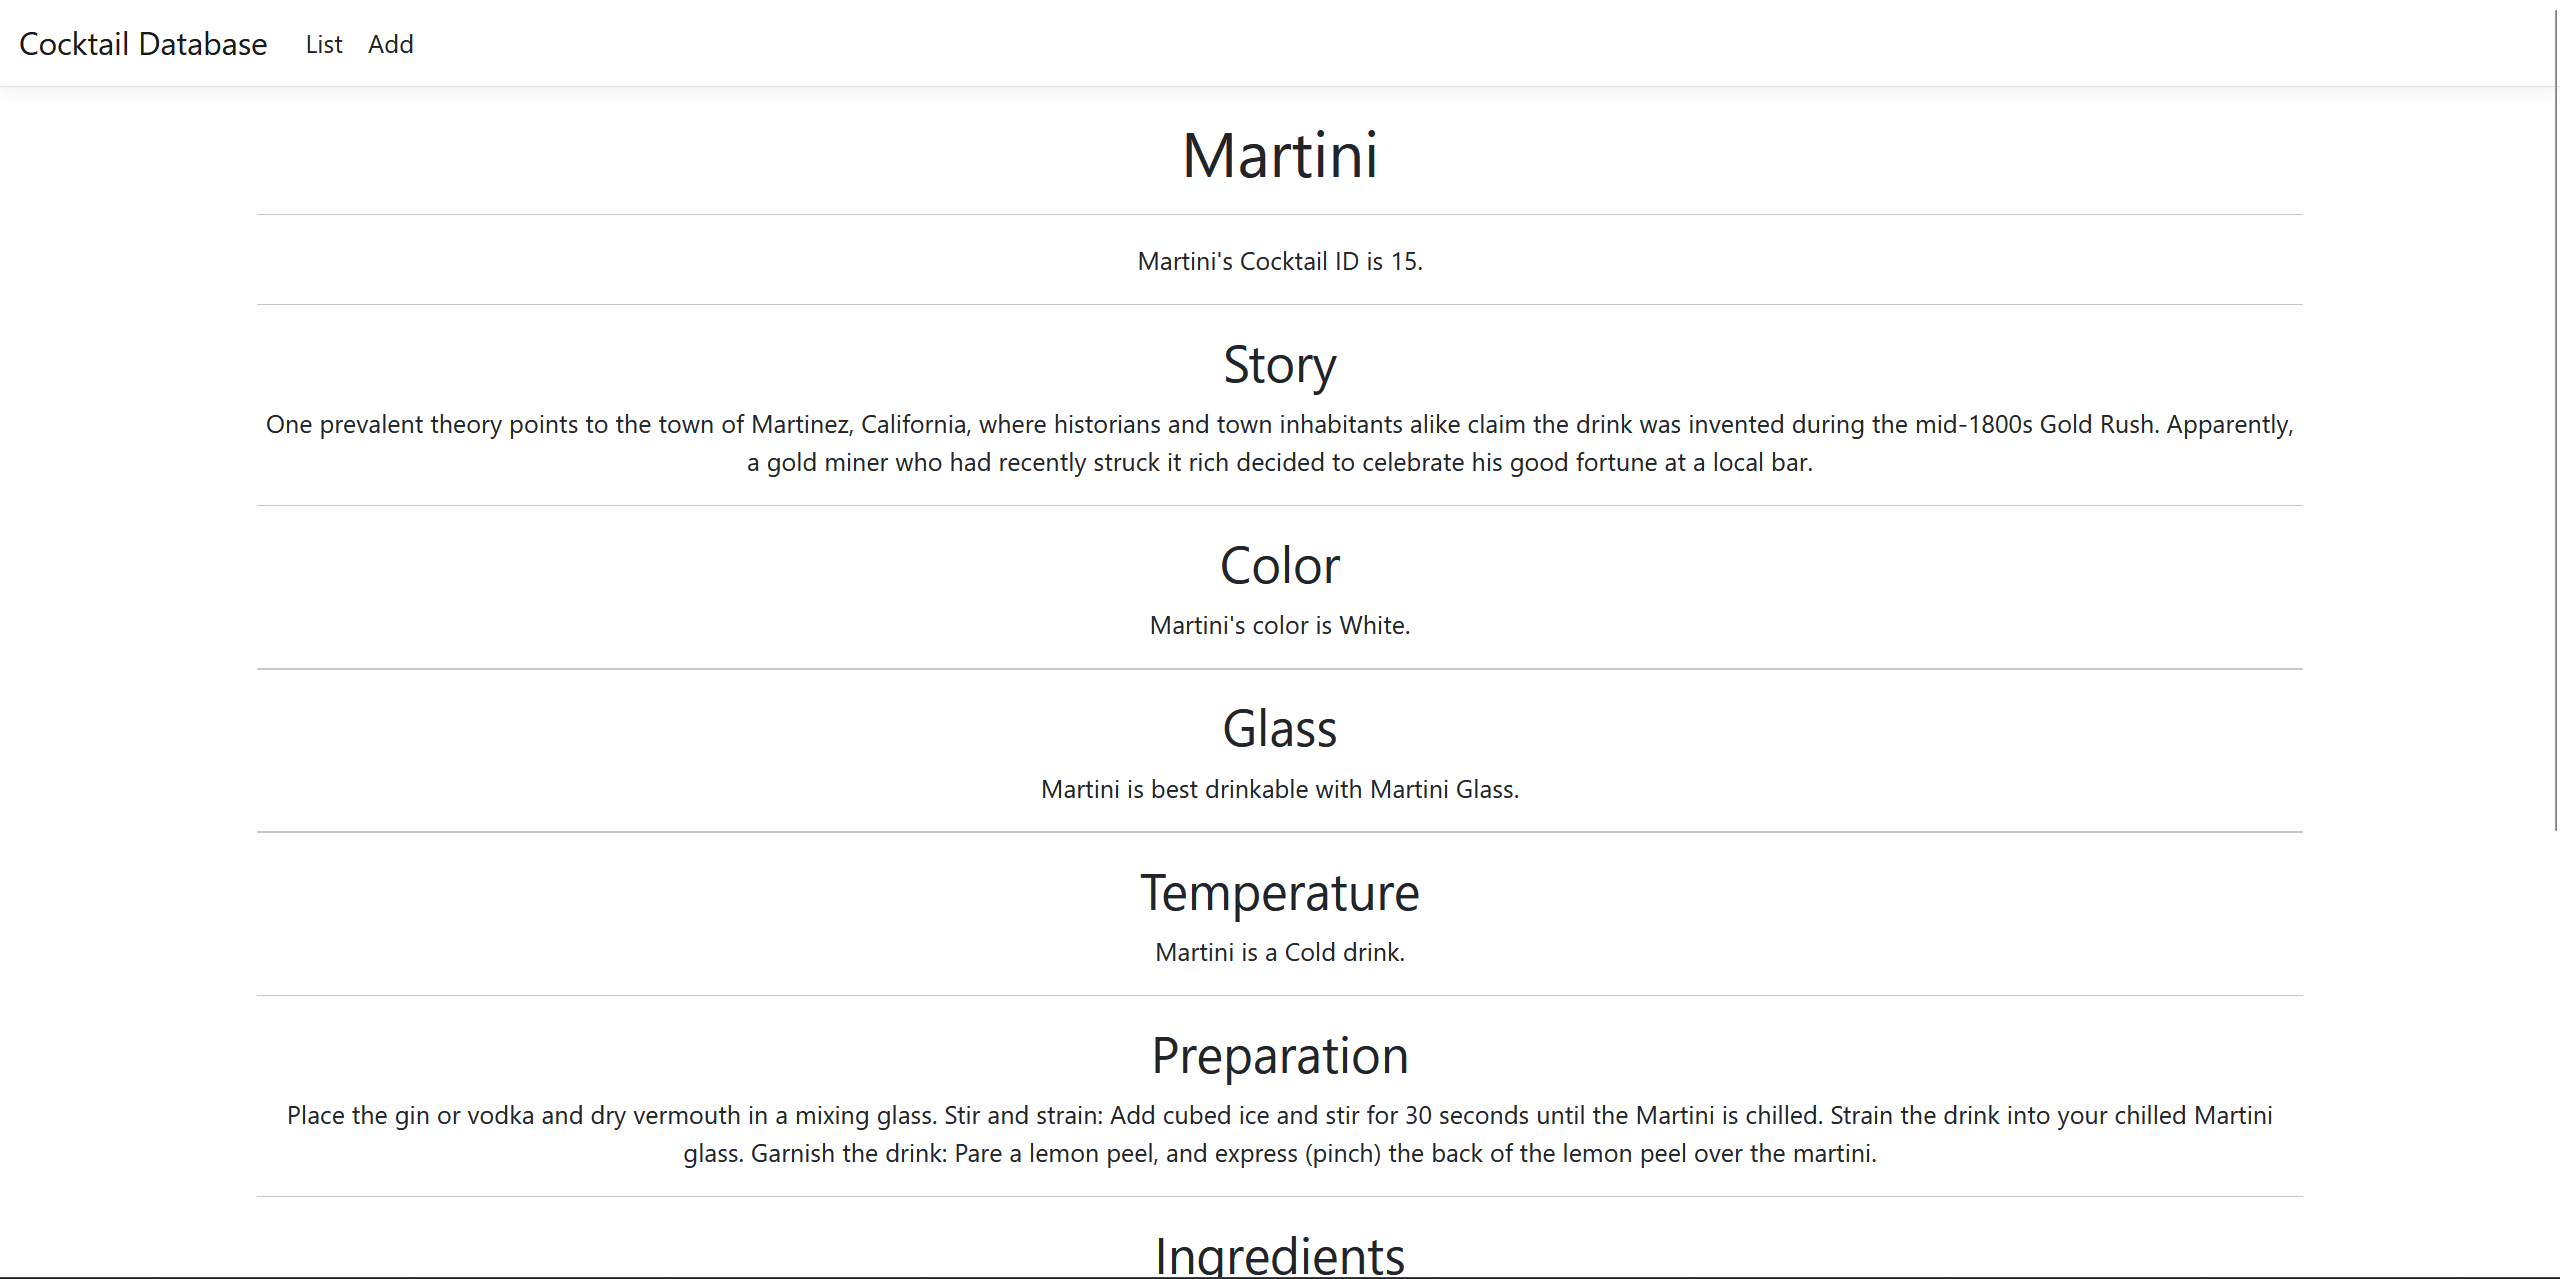 Cocktail Database List Add
Martini
Martini's Cocktail ID is 15.
Story
One prevalent theory points to the town of Martinez, California, where historians and town inhabitants alike claim the drink was invented during the mid-1800s Gold Rush. Apparently,
a gold miner who had recently struck it rich decided to celebrate his good fortune at a local bar.
Color
Martini's color is White.
Glass
Martini is best drinkable with Martini Glass.
Temperature
Martini is a Cold drink.
Preparation
Place the gin or vodka and dry vermouth in a mixing glass. Stir and strain: Add cubed ice and stir for 30 seconds until the Martini is chilled. Strain the drink into your chilled Martini
glass. Garnish the drink: Pare a lemon peel, and express (pinch) the back of the lemon peel over the martini.
Ingredients